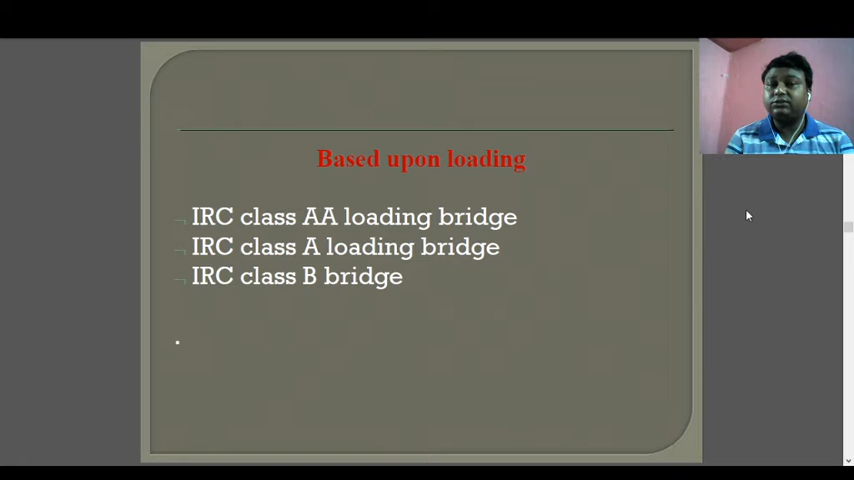 Based upon loading
IRC class AA loading bridge
IRC class A loading bridge
IRC class B bridge
.